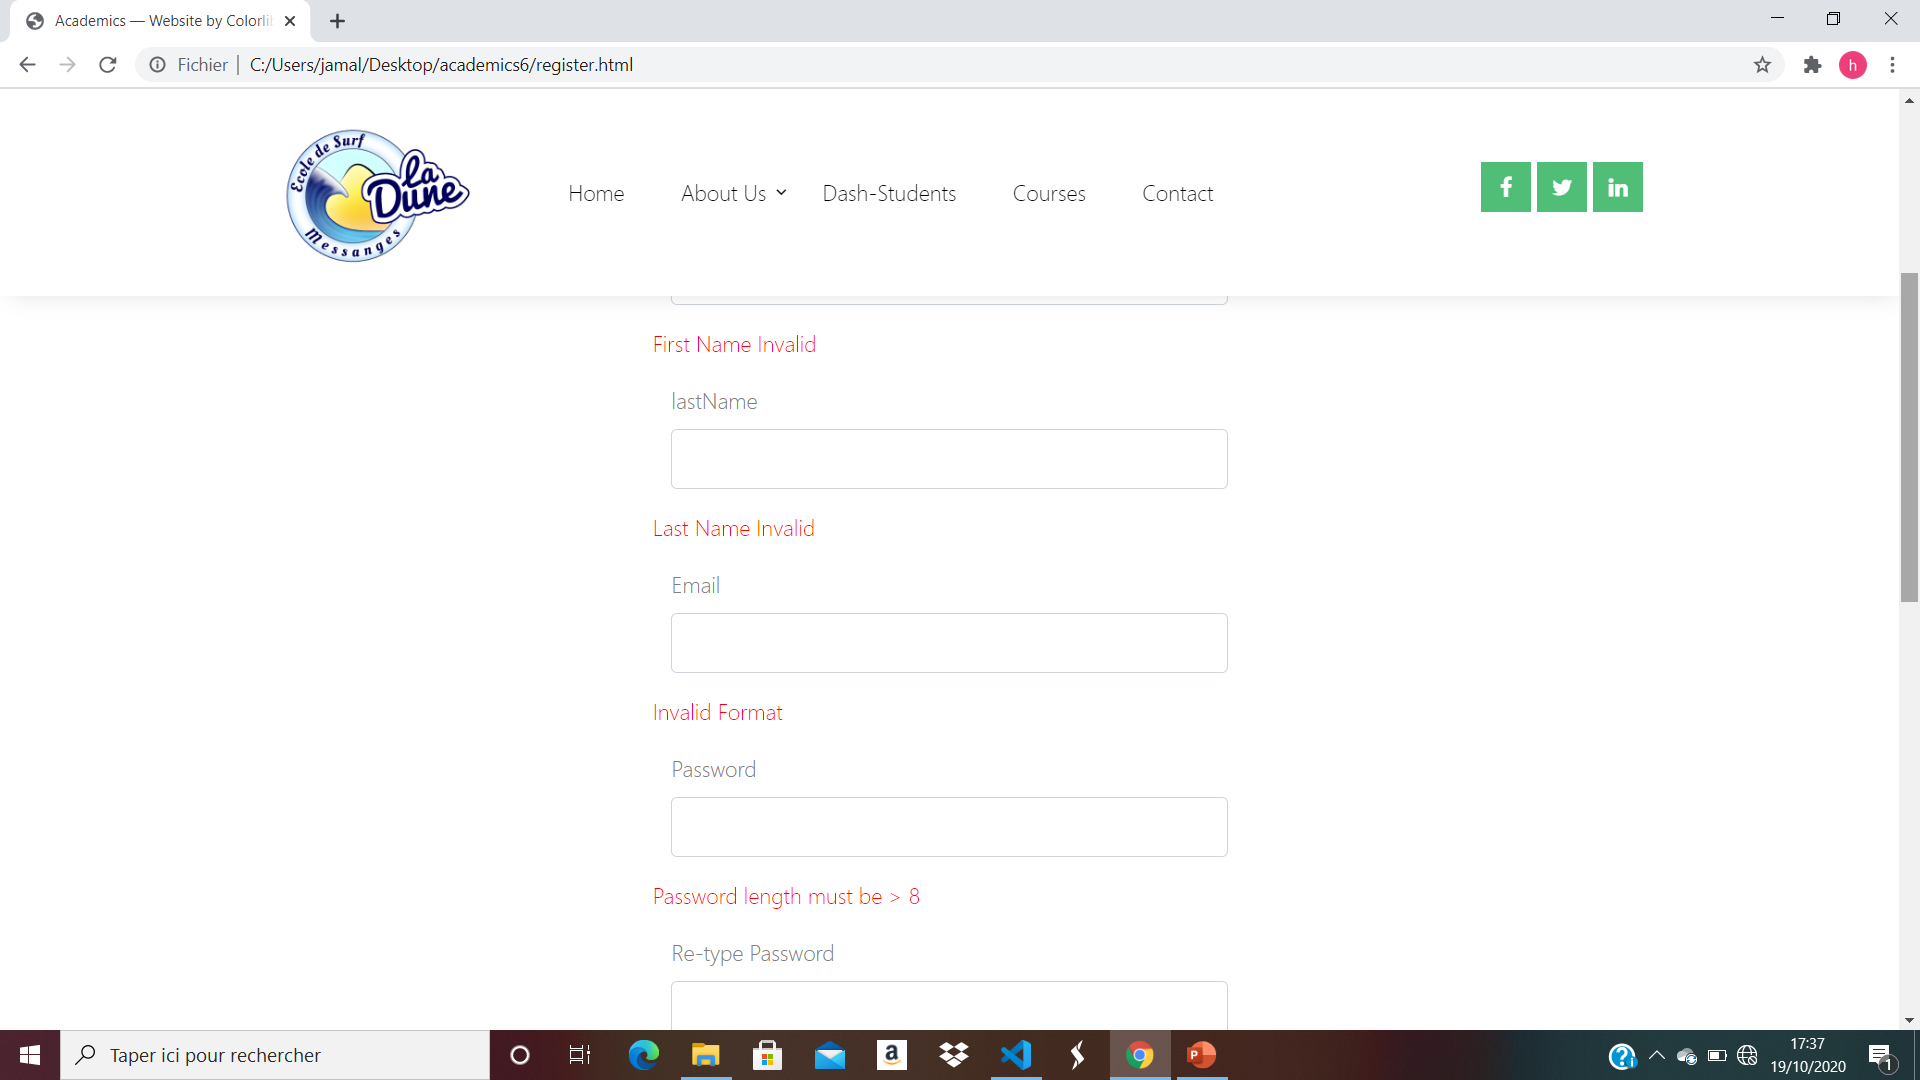 Academics — Website by Colorlib
Fichier | C:/Users/jamal/Desktop/academics6/register.html
h
Ecole de Surf
la Dune
Messanges
Home
About Us
Dash-Students
Courses
Contact
First Name Invalid
lastName
Last Name Invalid
Email
Invalid Format
Password
Password length must be > 8
Re-type Password
Taper ici pour rechercher
17:37
19/10/2020
1